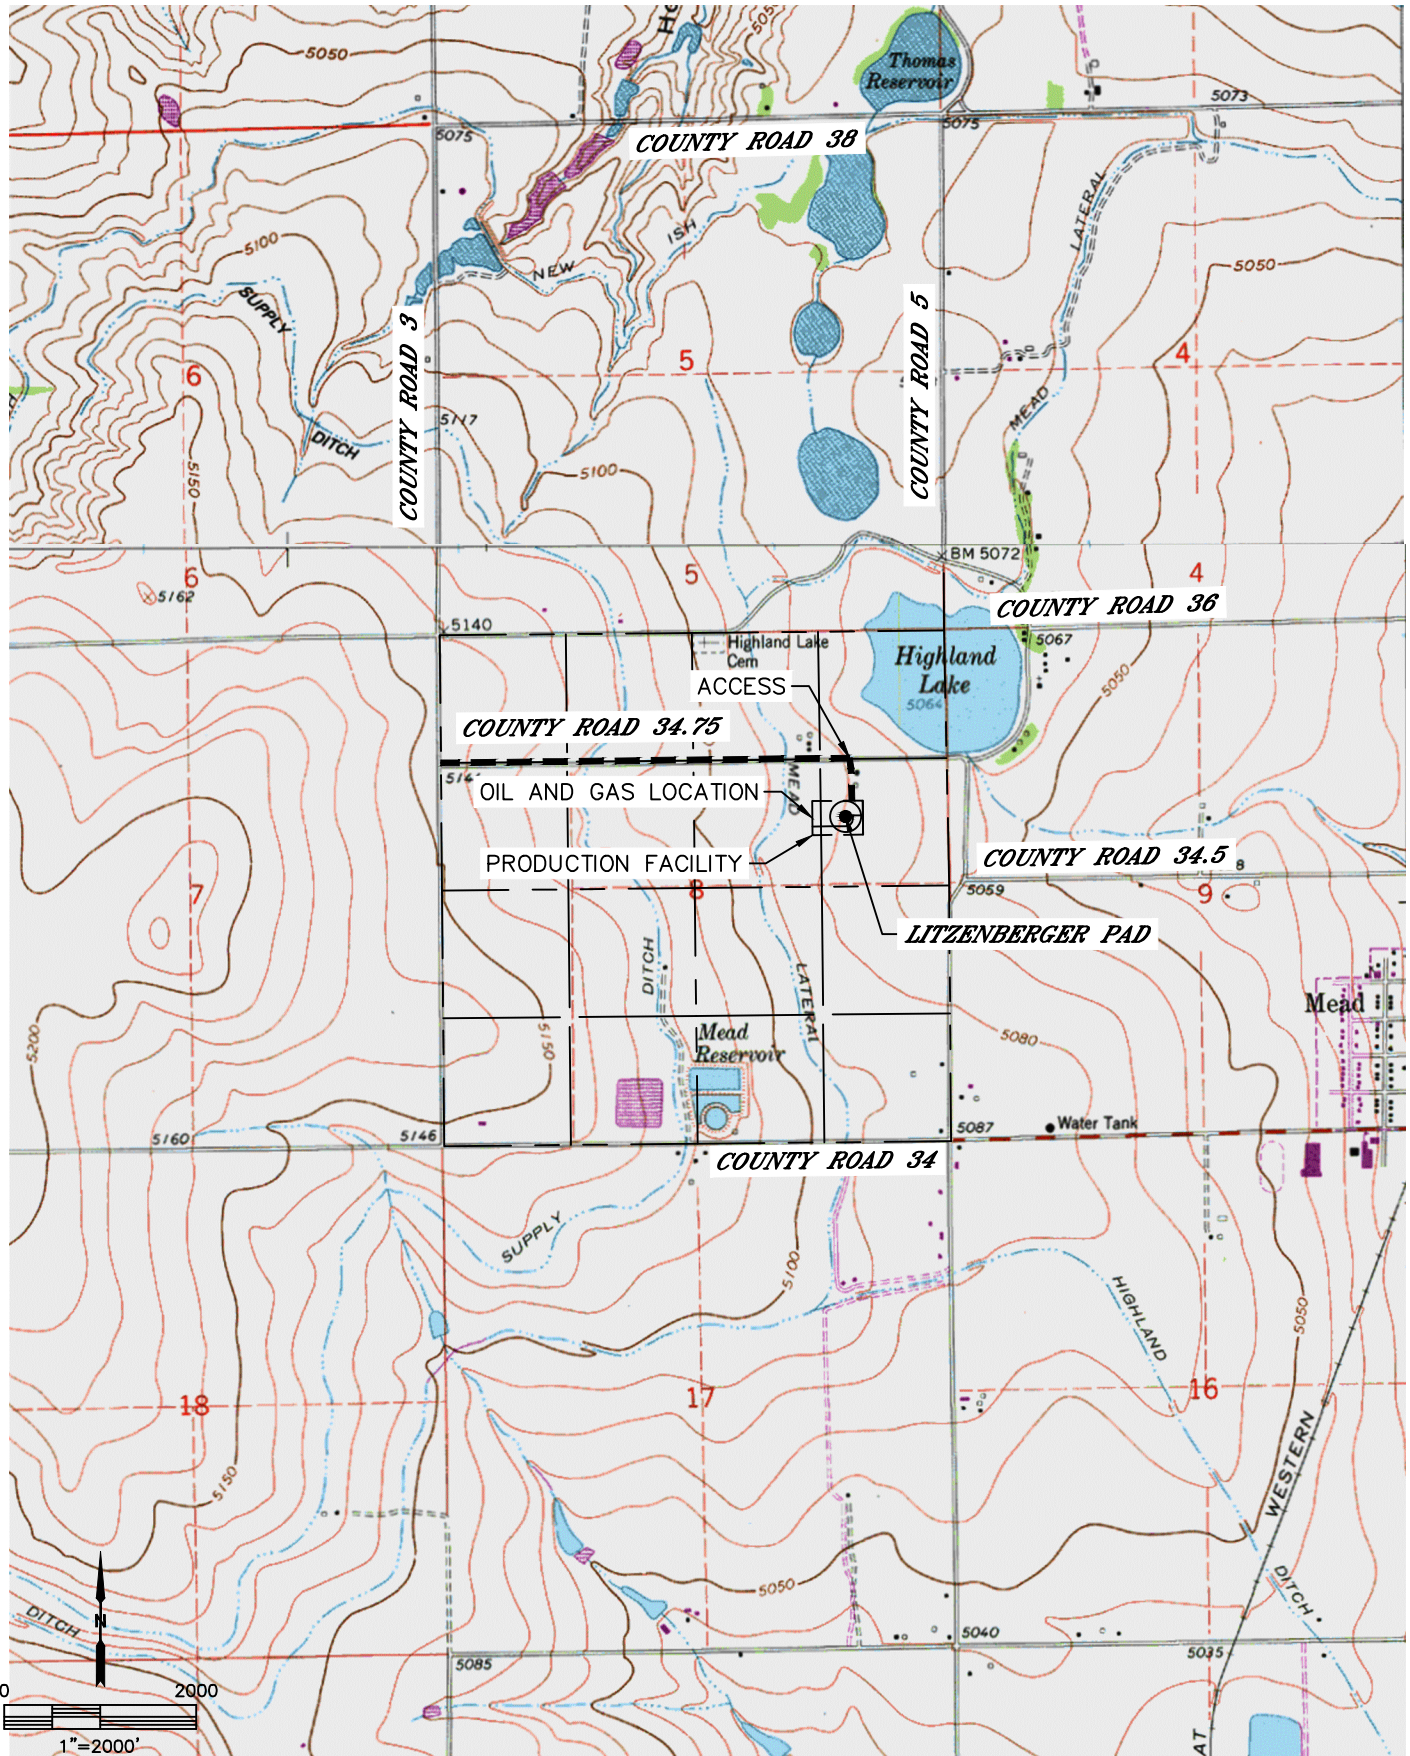 5050
5050
Thomas
Reservoir
5073
5075
5075
COUNTY ROAD 38
LATERAL
ISH
NEW
5100
5050
SUPPLY
COUNTY ROAD 3
COUNTY ROAD 5
6
5
4
MEAD
5117
DITCH
5150
5100
BM 5072
6
5
4
5162
COUNTY ROAD 36
5140
5067
Highland Lake
Cem
Highland
Lake
5064
ACCESS
5050
COUNTY ROAD 34.75
MEAD
OIL AND GAS LOCATION
PRODUCTION FACILITY
COUNTY ROAD 34.5
8
5059
7
8
9
LITZENBERGER PAD
DITCH
LATERAL
Mead
5200
5150
Mead
Reservoir
5080
5160
5146
5087
Water Tank
COUNTY ROAD 34
SUPPLY
5100
HIGHLAND
5050
18
17
16
WESTERN
5150
5050
DITCH
DITCH
N
5040
5035
5085
0
2000
1"=2000'
AT